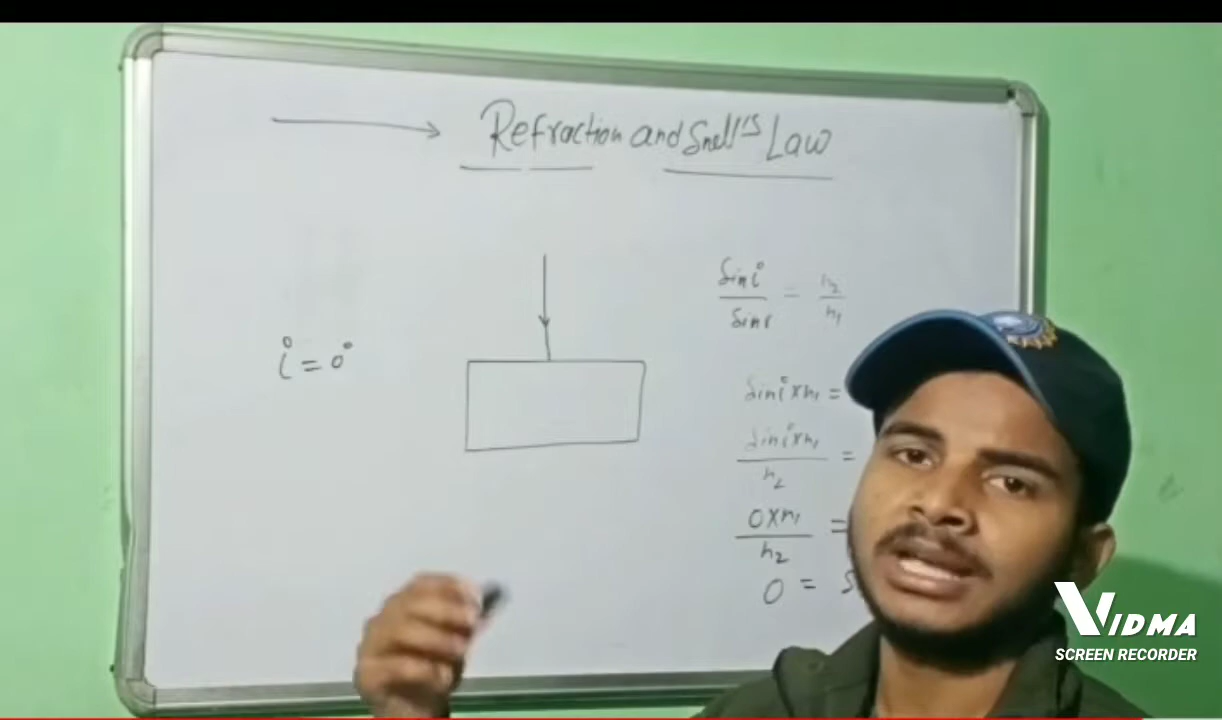 Refraction and Snell's Law
sin i / sin r = n2 / n1
i = 0°
sin i x n1 =
sin i x n1 / n2 =
0 x n1 / n2 =
0 = S
VIDMA
SCREEN RECORDER